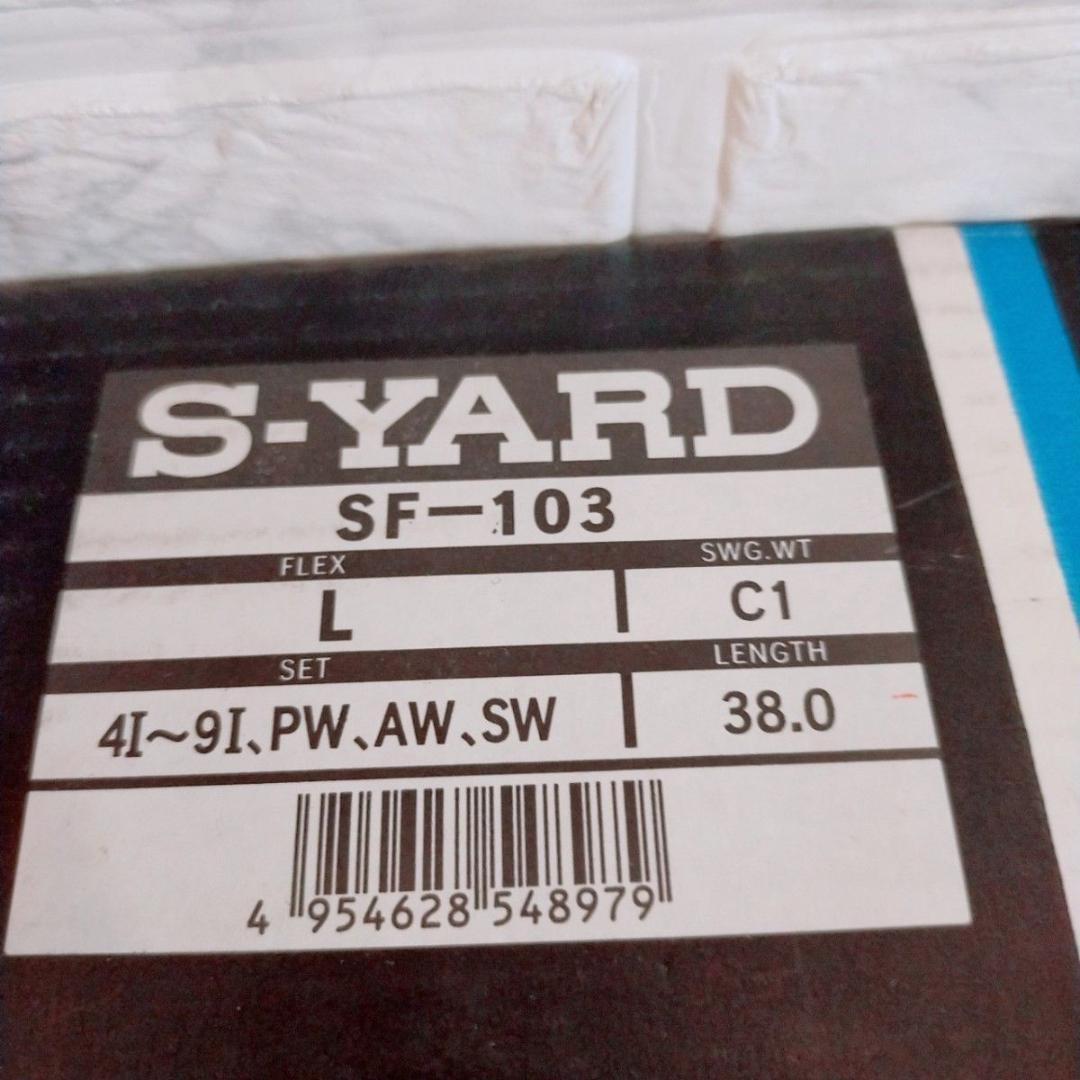 S-YARD
SF-103
FLEX SWG.WT
L C1
SET LENGTH
4I～9I、PW、AW、SW 38.0
4 954628 548979